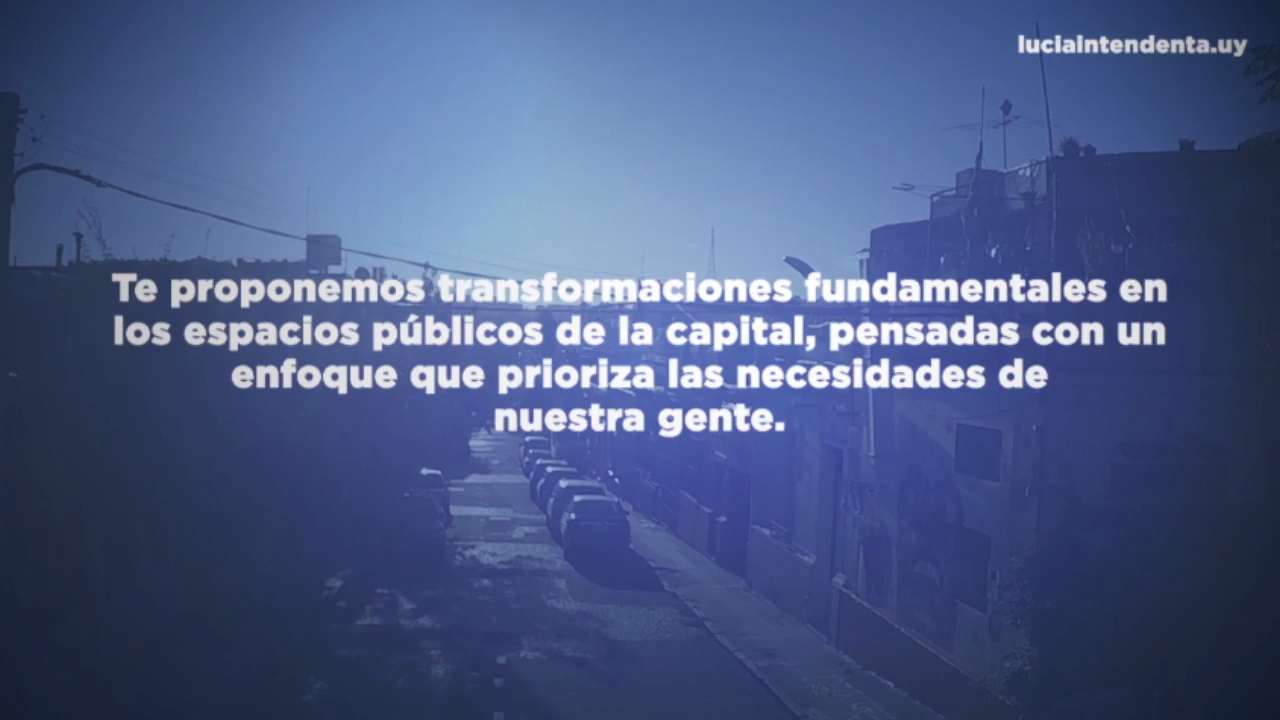 luciaintendenta.uy
Te proponemos transformaciones fundamentales en
los espacios públicos de la capital, pensadas con un
enfoque que prioriza las necesidades de
nuestra gente.